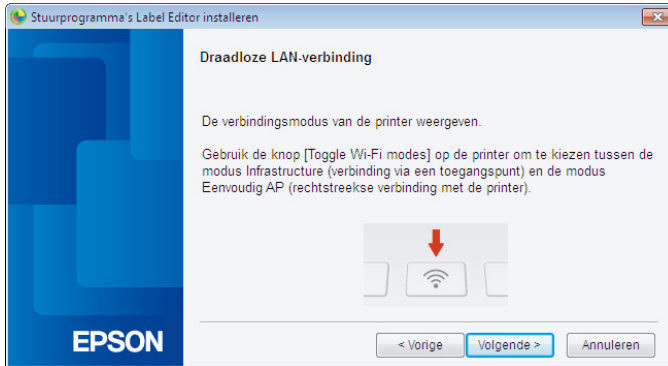 Stuurprogramma's Label Editor installeren
Draadloze LAN-verbinding
De verbindingsmodus van de printer weergeven.
Gebruik de knop [Toggle Wi-Fi modes] op de printer om te kiezen tussen de
modus Infrastructure (verbinding via een toegangspunt) en de modus
Eenvoudig AP (rechtstreekse verbinding met de printer).
EPSON
< Vorige
Volgende >
Annuleren